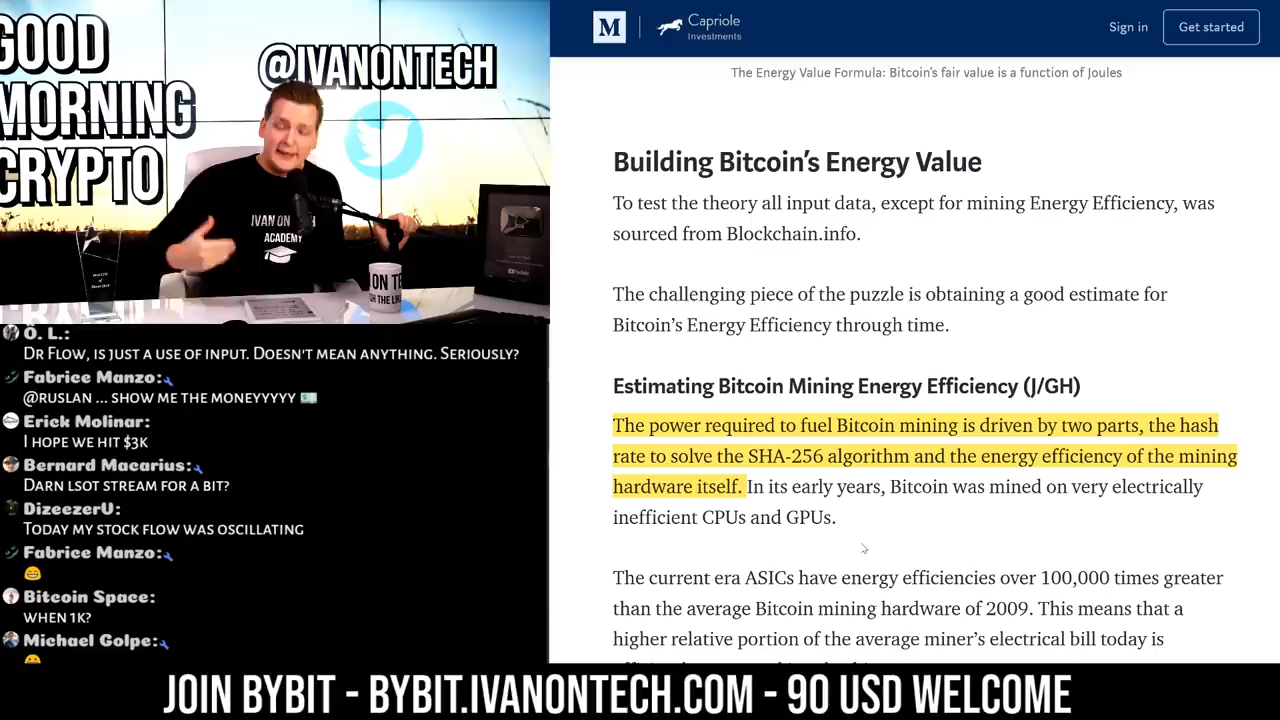 GOOD
MORNING
CRYPTO
@IVANONTECH
IVAN ON TECH
ACADEMY
ON TE
M
Capriole
Investments
Sign in
Get started
The Energy Value Formula: Bitcoin's fair value is a function of Joules
Building Bitcoin's Energy Value
To test the theory all input data, except for mining Energy Efficiency, was
sourced from Blockchain.info.
The challenging piece of the puzzle is obtaining a good estimate for
Bitcoin's Energy Efficiency through time.
Estimating Bitcoin Mining Energy Efficiency (J/GH)
The power required to fuel Bitcoin mining is driven by two parts, the hash
rate to solve the SHA-256 algorithm and the energy efficiency of the mining
hardware itself. In its early years, Bitcoin was mined on very electrically
inefficient CPUs and GPUs.
The current era ASICs have energy efficiencies over 100,000 times greater
than the average Bitcoin mining hardware of 2009. This means that a
higher relative portion of the average miner's electrical bill today is
O. L.:
Dr Flow, is just a use of input. Doesn't mean anything. Seriously?
Fabrice Manzo:
@Ruslan ... show me the moneyyyyy
Erick Molinar:
I hope we hit $3k
Bernard Macarius:
Darn lsot stream for a bit?
DizeezerU:
Today my stock flow was oscillating
Fabrice Manzo:
Bitcoin Space:
when 1k?
Michael Golpe:
JOIN BYBIT - BYBIT.IVANONTECH.COM - 90 USD WELCOME